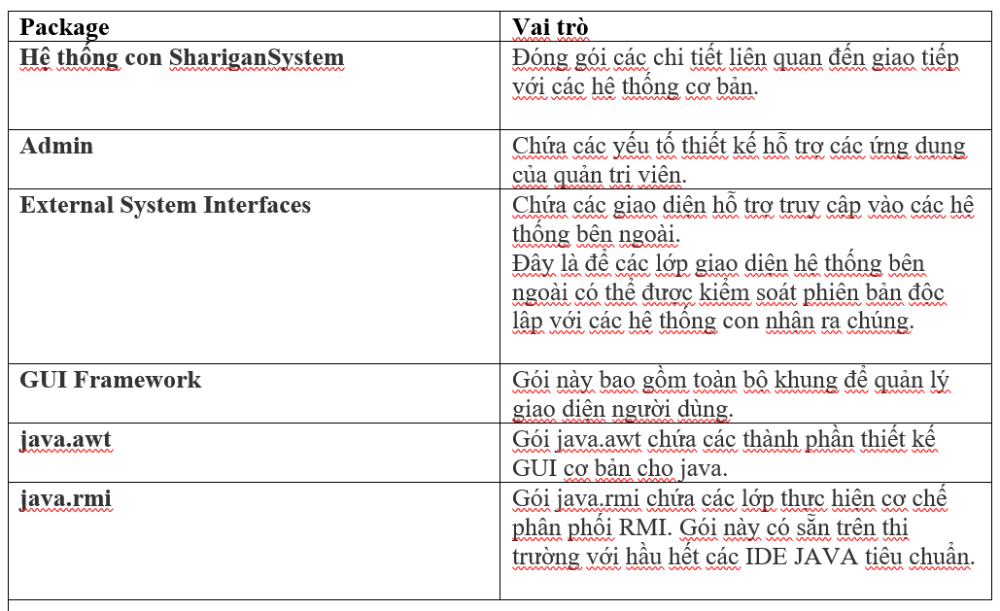 Package
Vai trò
Hệ thống con ShariganSystem
Đóng gói các chi tiết liên quan đến giao tiếp
với các hệ thống cơ bản.
Admin
Chứa các yếu tố thiết kế hỗ trợ các ứng dụng
của quản trị viên.
External System Interfaces
Chứa các giao diện hỗ trợ truy cập vào các hệ
thống bên ngoài.
Đây là để các lớp giao diện hệ thống bên
ngoài có thể được kiểm soát phiên bản độc
lập với các hệ thống con nhận ra chúng.
GUI Framework
Gói này bao gồm toàn bộ khung để quản lý
giao diện người dùng.
java.awt
Gói java.awt chứa các thành phần thiết kế
GUI cơ bản cho java.
java.rmi
Gói java.rmi chứa các lớp thực hiện cơ chế
phân phối RMI. Gói này có sẵn trên thị
trường với hầu hết các IDE JAVA tiêu chuẩn.